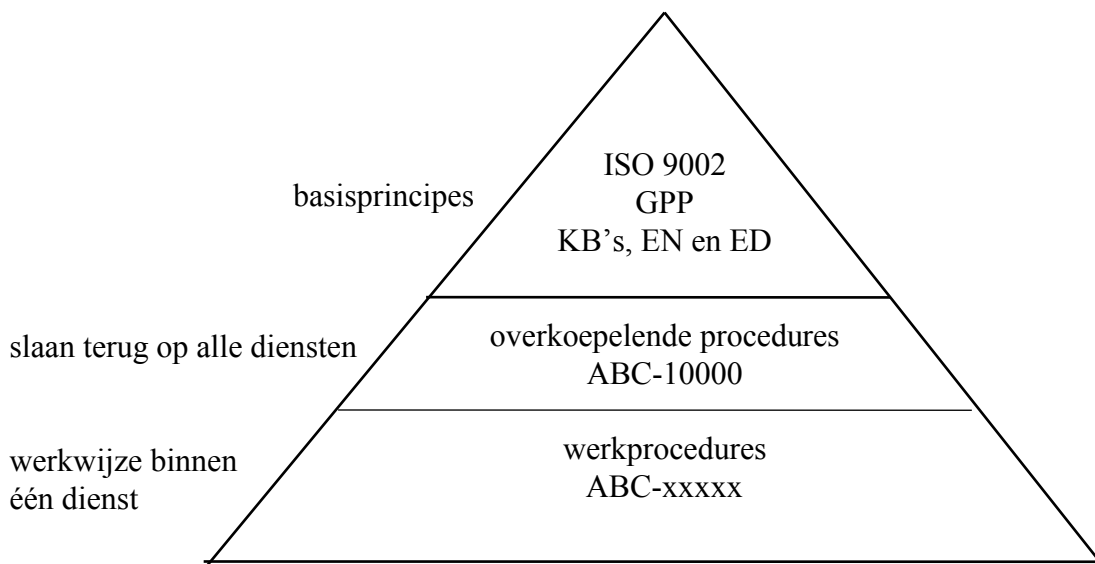 basisprincipes
ISO 9002
GPP
KB’s, EN en ED
slaan terug op alle diensten
overkoepelende procedures
ABC-10000
werkwijze binnen
één dienst
werkprocedures
ABC-xxxxx